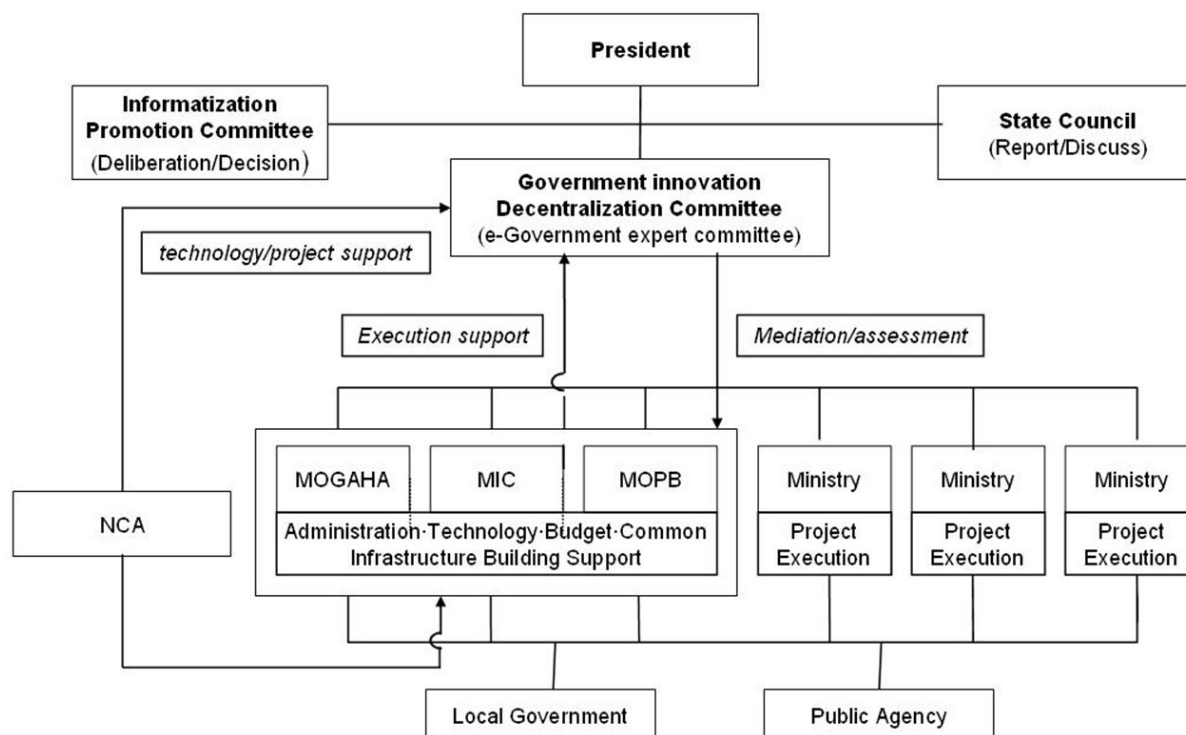 President
Informatization
Promotion Committee
(Deliberation/Decision)
State Council
(Report/Discuss)
Government innovation
Decentralization Committee
(e-Government expert committee)
technology/project support
Execution support
Mediation/assessment
MOGAHA
MIC
MOPB
Ministry
Ministry
Ministry
NCA
Administration·Technology·Budget·Common
Infrastructure Building Support
Project
Execution
Project
Execution
Project
Execution
Local Government
Public Agency